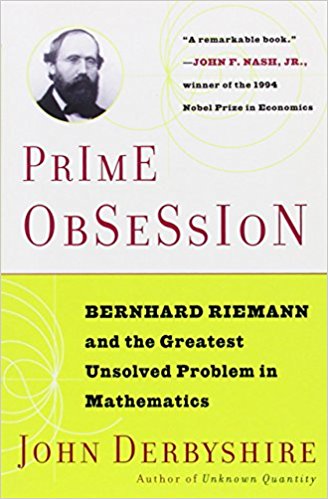 “A remarkable book.”
—JOHN F. NASH, JR.,
winner of the 1994
Nobel Prize in Economics
PRIME
OBSESSION
BERNHARD RIEMANN
and the Greatest
Unsolved Problem in
Mathematics
JOHN DERBYSHIRE
Author of Unknown Quantity